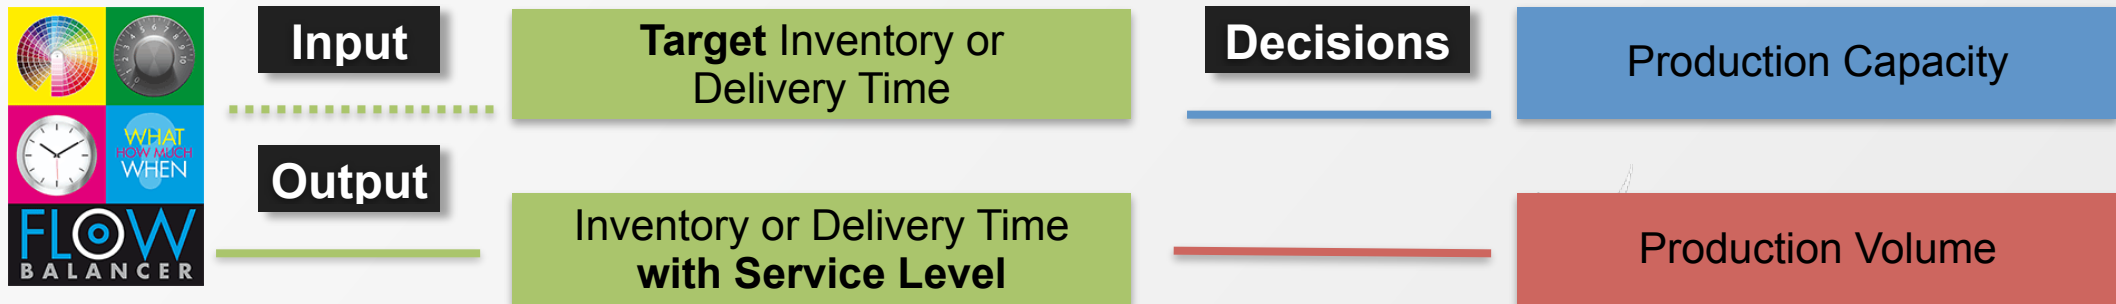 WHAT
HOW MUCH
WHEN
FLOW
BALANCER
Input
Target Inventory or
Delivery Time
Output
Inventory or Delivery Time
with Service Level
Decisions
Production Capacity
Production Volume